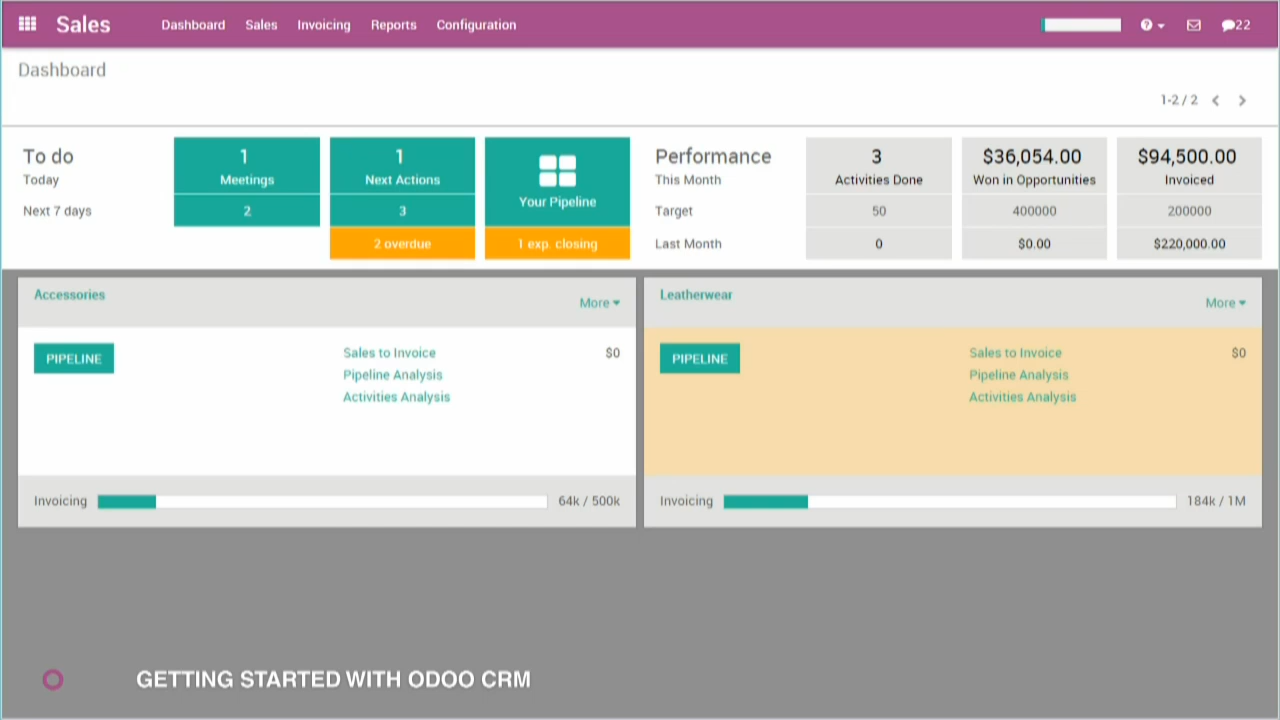 Sales Dashboard Sales Invoicing Reports Configuration 22
Dashboard
1-2 / 2
To do
Today
Next 7 days
1
Meetings
2
1
Next Actions
3
2 overdue
Your Pipeline
1 exp. closing
Performance
This Month
Target
Last Month
3
Activities Done
50
0
$36,054.00
Won in Opportunities
400000
$0.00
$94,500.00
Invoiced
200000
$220,000.00
Accessories
More
PIPELINE
Sales to Invoice $0
Pipeline Analysis
Activities Analysis
Invoicing 64k / 500k
Leatherwear
More
PIPELINE
Sales to Invoice $0
Pipeline Analysis
Activities Analysis
Invoicing 184k / 1M
GETTING STARTED WITH ODOO CRM